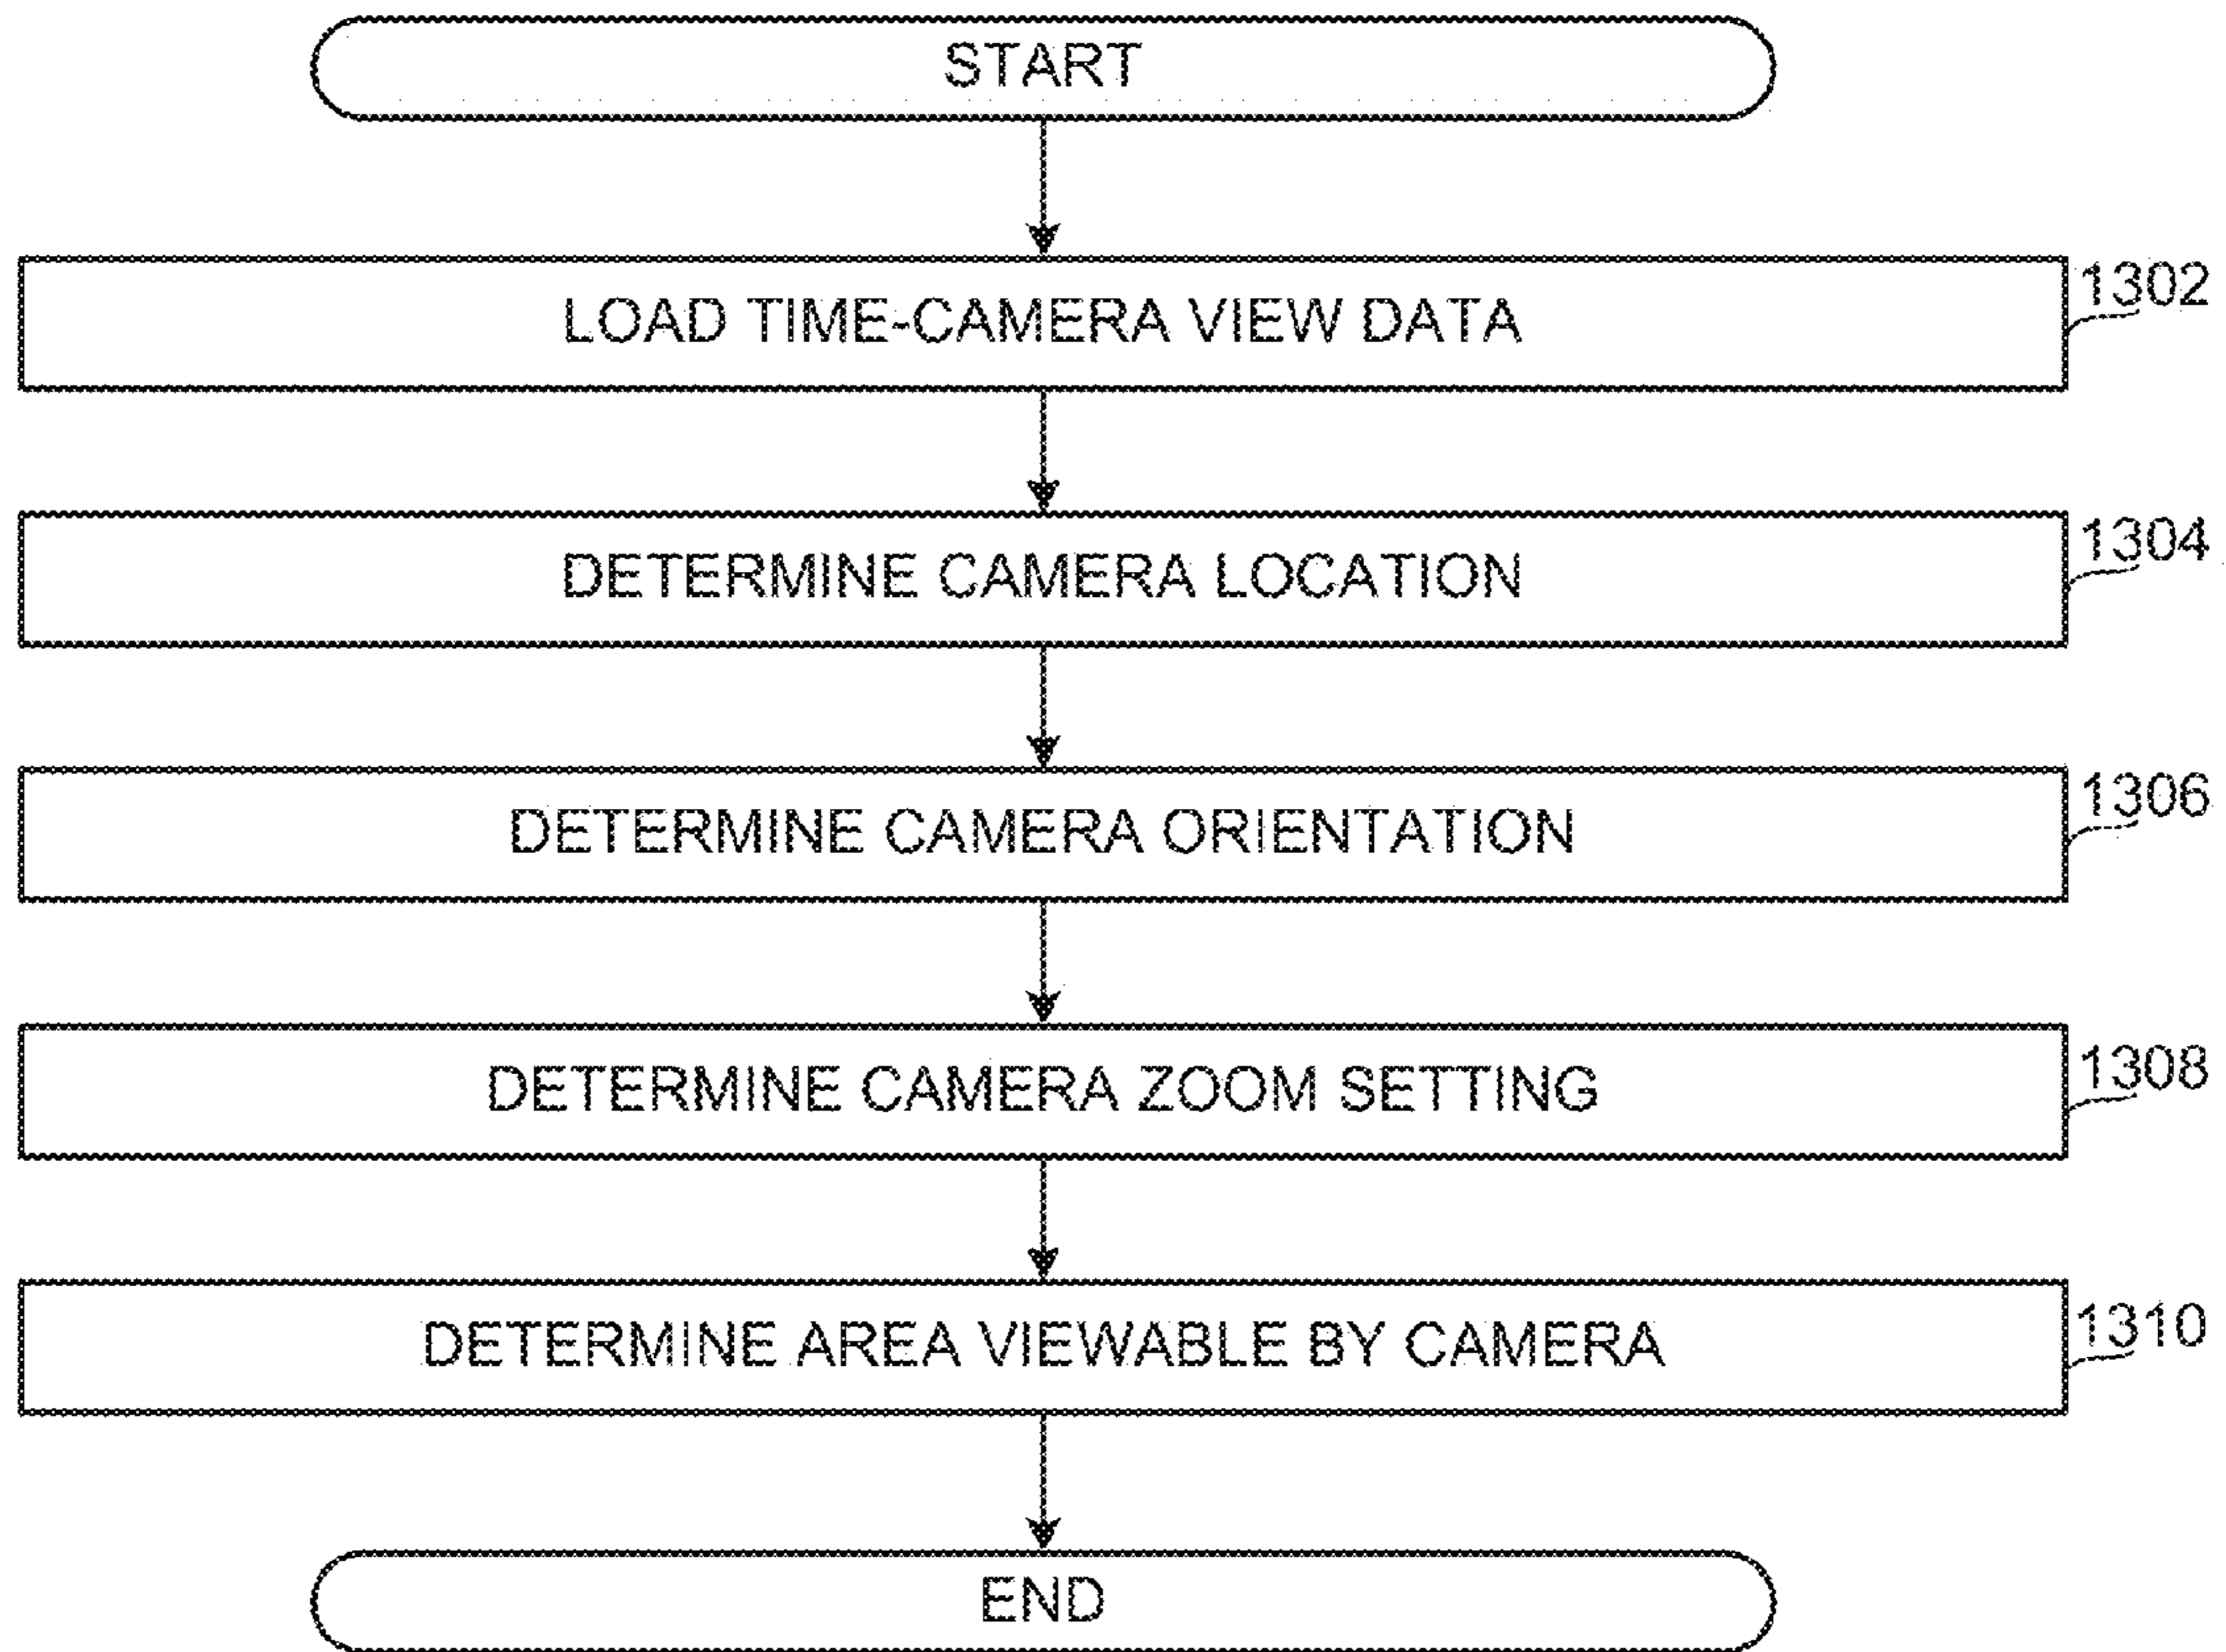 START
LOAD TIME-CAMERA VIEW DATA
1302
DETERMINE CAMERA LOCATION
1304
DETERMINE CAMERA ORIENTATION
1306
DETERMINE CAMERA ZOOM SETTING
1308
DETERMINE AREA VIEWABLE BY CAMERA
1310
END